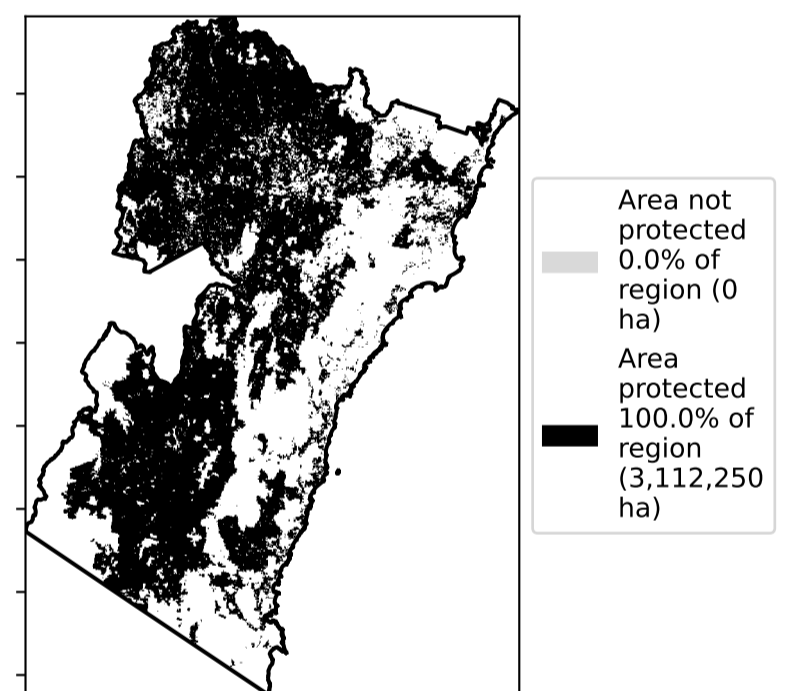 Area not
protected
0.0% of
region (0
ha)
Area
protected
100.0% of
region
(3,112,250
ha)